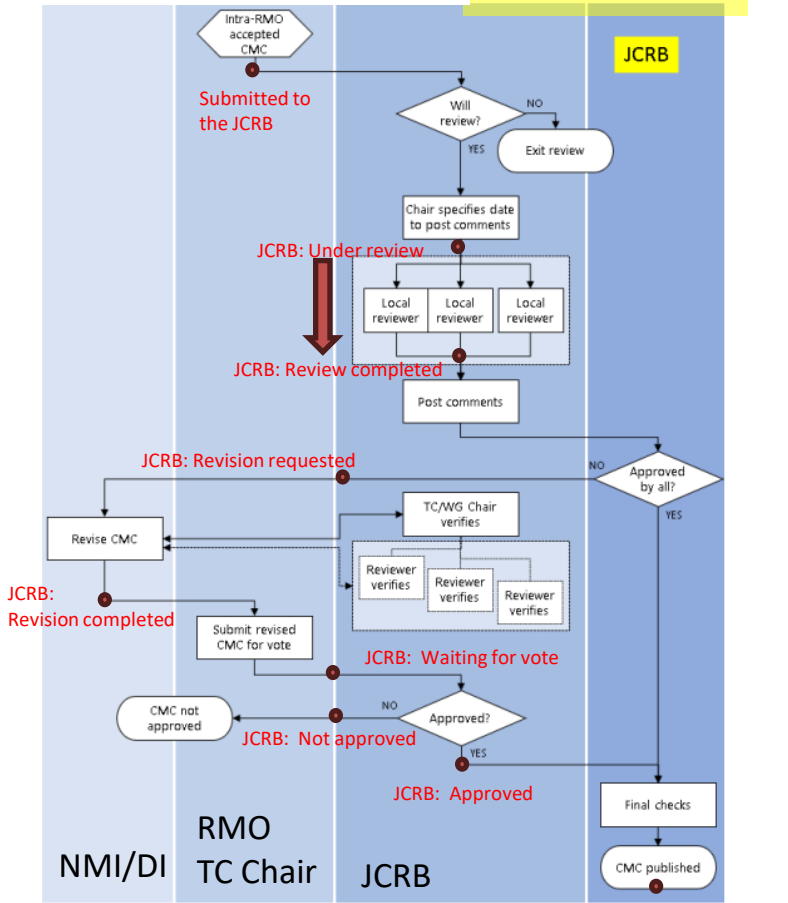 Intra-RMO
accepted
CMC
JCRB
Submitted to
the JCRB
Will
review?
NO
YES
Exit review
Chair specifies date
to post comments
JCRB: Under review
Local
reviewer
Local
reviewer
Local
reviewer
JCRB: Review completed
Post comments
JCRB: Revision requested
NO
Approved
by all?
YES
TC/WG Chair
verifies
Revise CMC
Reviewer
verifies
Reviewer
verifies
Reviewer
verifies
JCRB:
Revision completed
Submit revised
CMC for vote
JCRB: Waiting for vote
CMC not
approved
NO
Approved?
JCRB: Not approved
YES
JCRB: Approved
Final checks
CMC published
NMI/DI
RMO
TC Chair
JCRB